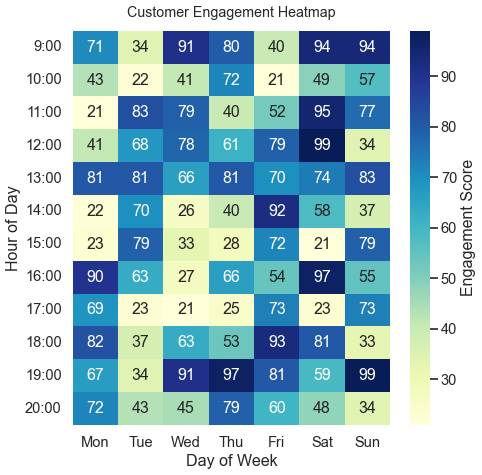 Customer Engagement Heatmap
9:00 71 34 91 80 40 94 94
10:00 43 22 41 72 21 49 57
11:00 21 83 79 40 52 95 77
12:00 41 68 78 61 79 99 34
13:00 81 81 66 81 70 74 83
14:00 22 70 26 40 92 58 37
15:00 23 79 33 28 72 21 79
16:00 90 63 27 66 54 97 55
17:00 69 23 21 25 73 23 73
18:00 82 37 63 53 93 81 33
19:00 67 34 91 97 81 59 99
20:00 72 43 45 79 60 48 34
Mon Tue Wed Thu Fri Sat Sun
Day of Week
Hour of Day
90
80
70
60
50
40
30
Engagement Score